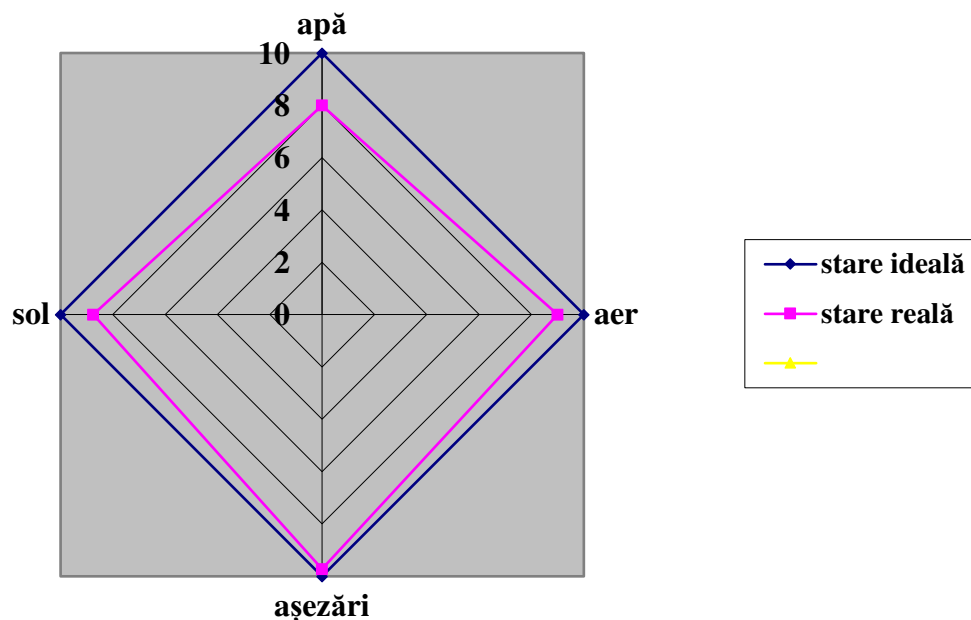 apă
10
8
6
4
2
0
sol
aer
așezări
stare ideală
stare reală